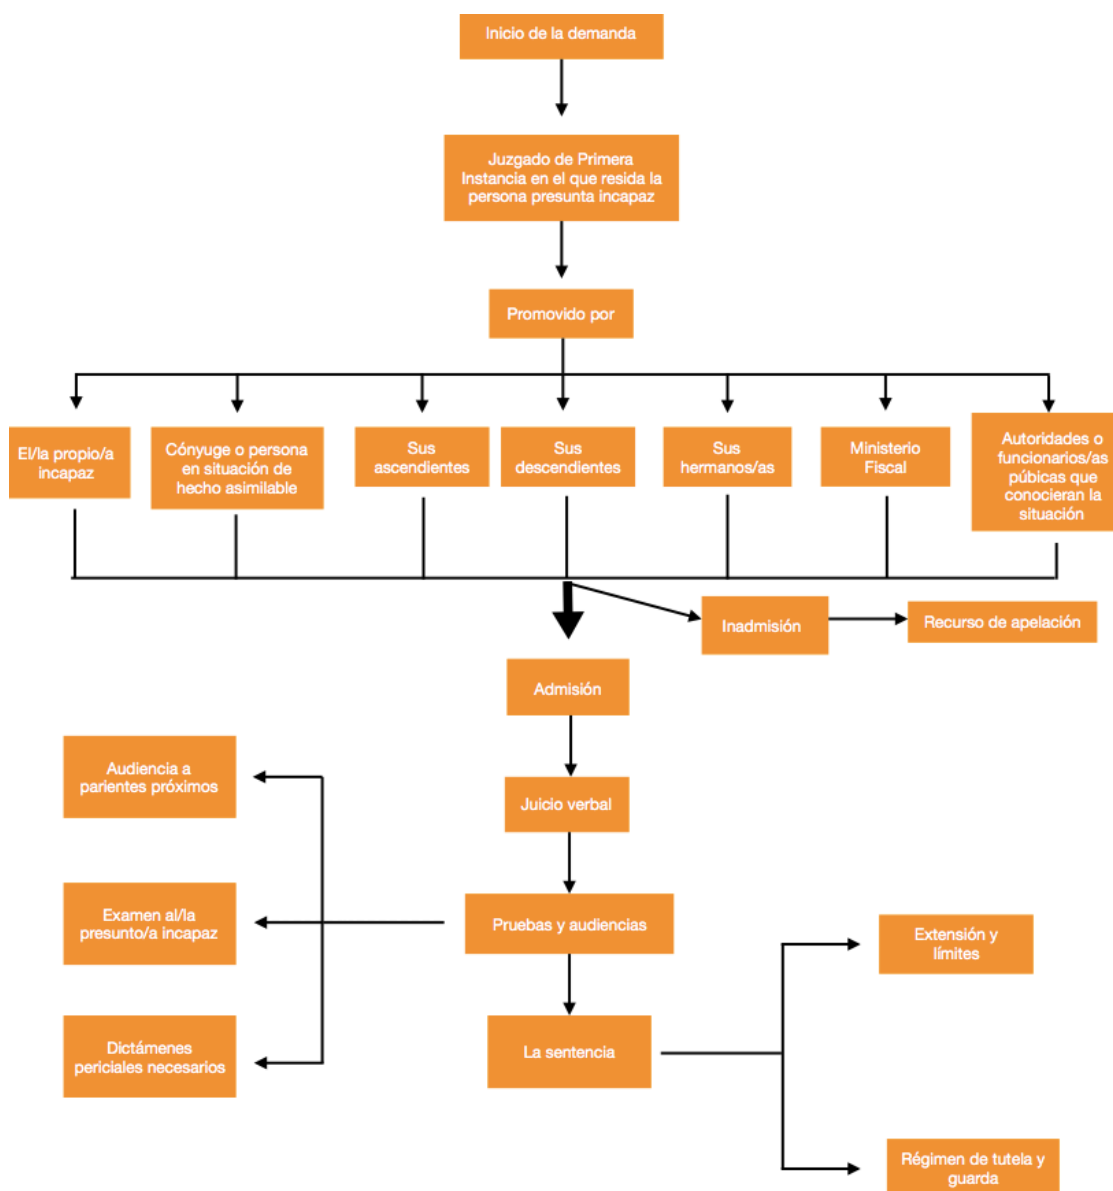 Inicio de la demanda
Juzgado de Primera
Instancia en el que resida la
persona presunta incapaz
Promovido por
El/la propio/a
incapaz
Cónyuge o persona
en situación de
hecho asimilable
Sus
ascendientes
Sus
descendientes
Sus
hermanos/as
Ministerio
Fiscal
Autoridades o
funcionarios/as
púbicas que
conocieran la
situación
Inadmisión
Recurso de apelación
Admisión
Juicio verbal
Pruebas y audiencias
Audiencia a
parientes próximos
Examen al/la
presunto/a incapaz
Dictámenes
periciales necesarios
La sentencia
Extensión y
límites
Régimen de tutela y
guarda